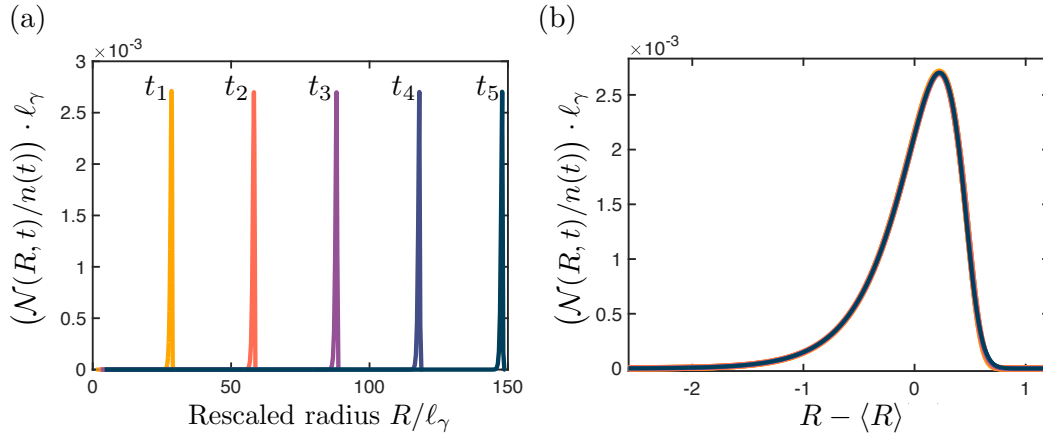 (a)
×10⁻³
(𝒩(R, t)/n(t)) · ℓ_γ
3
2.5
2
1.5
1
0.5
0
t₁ t₂ t₃ t₄ t₅
0 50 100 150
Rescaled radius R/ℓ_γ
(b)
×10⁻³
(𝒩(R, t)/n(t)) · ℓ_γ
2.5
2
1.5
1
0.5
0
-2 -1 0 1
R − ⟨R⟩